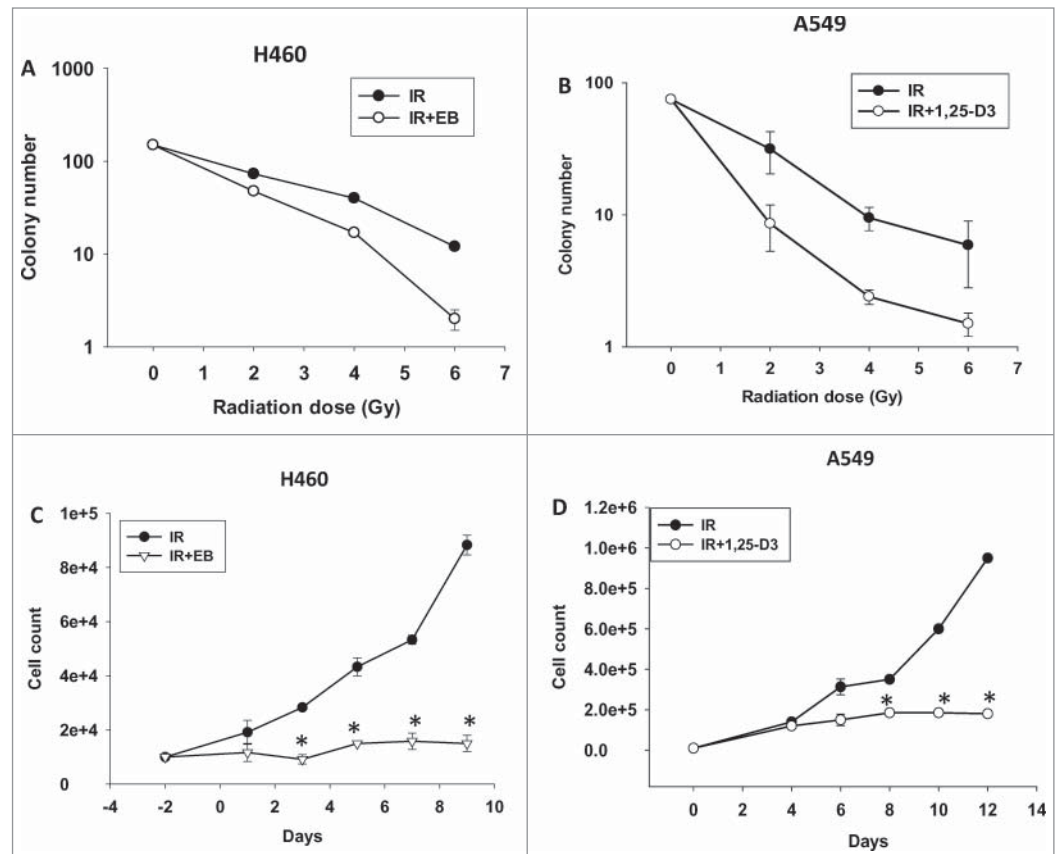 H460
A
IR
IR+EB
Colony number
1000
100
10
1
0 1 2 3 4 5 6 7
Radiation dose (Gy)
A549
B
IR
IR+1,25-D3
Colony number
100
10
1
0 1 2 3 4 5 6 7
Radiation dose (Gy)
H460
C
IR
IR+EB
Cell count
1e+5
8e+4
6e+4
4e+4
2e+4
0
* * * *
-4 -2 0 2 4 6 8 10
Days
A549
D
IR
IR+1,25-D3
Cell count
1.2e+6
1.0e+6
8.0e+5
6.0e+5
4.0e+5
2.0e+5
0.0
* * *
0 2 4 6 8 10 12 14
Days